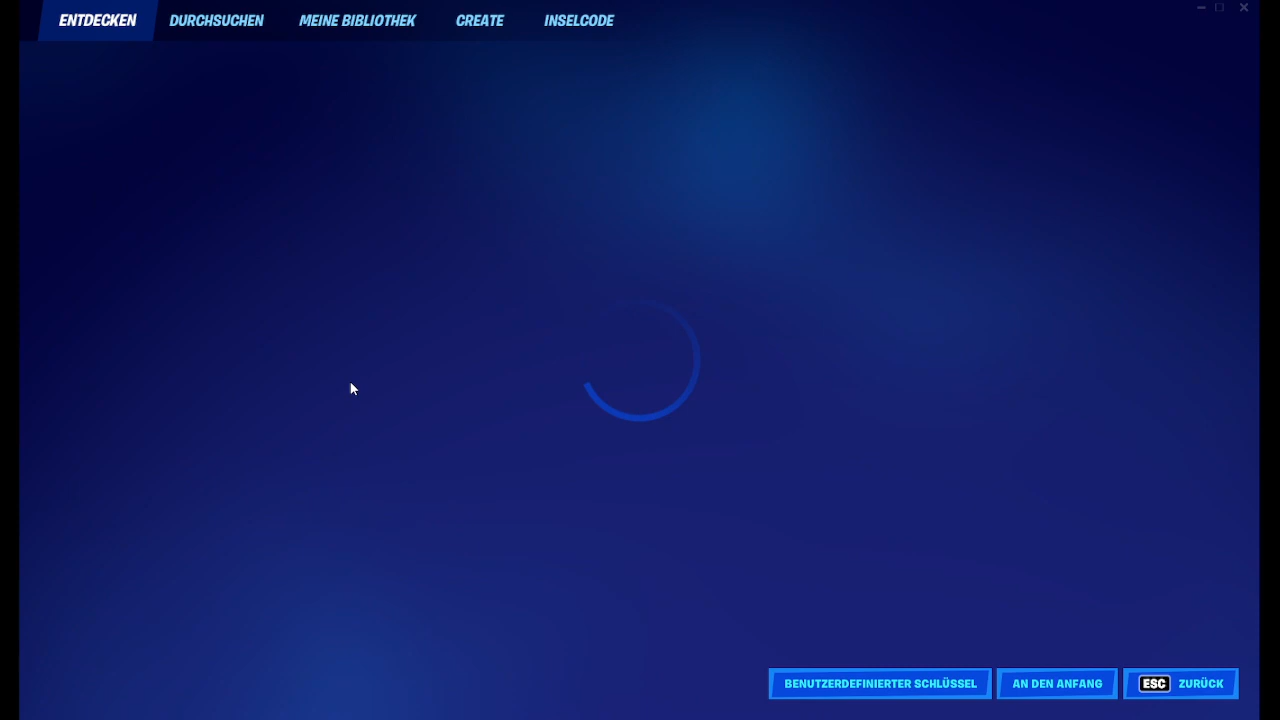 ENTDECKEN DURCHSUCHEN MEINE BIBLIOTHEK CREATE INSELCODE
BENUTZERDEFINIERTER SCHLÜSSEL AN DEN ANFANG ESC ZURÜCK